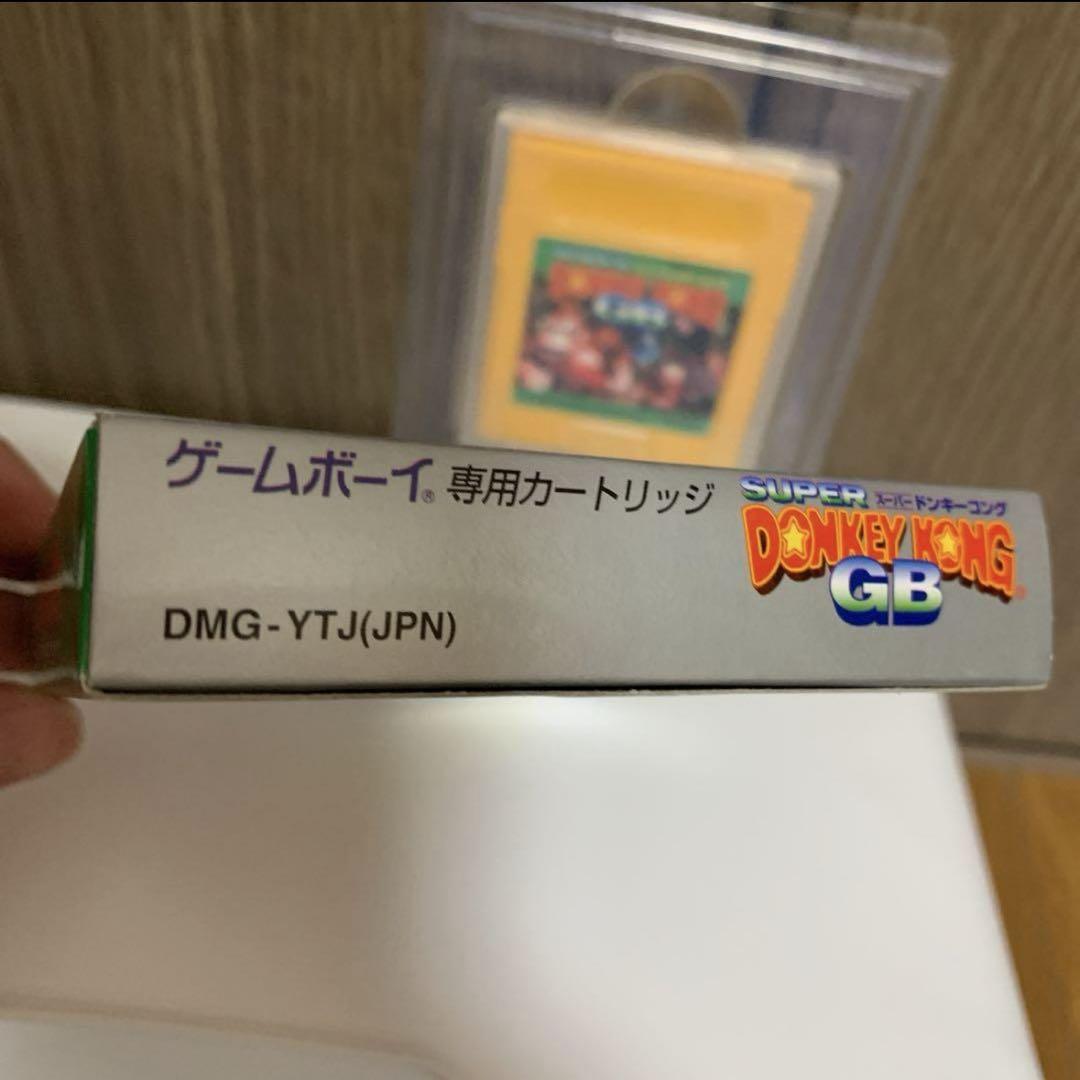 ゲームボーイ® 専用カートリッジ
DMG-YTJ(JPN)
SUPER スーパードンキーコング
DONKEY KONG
GB